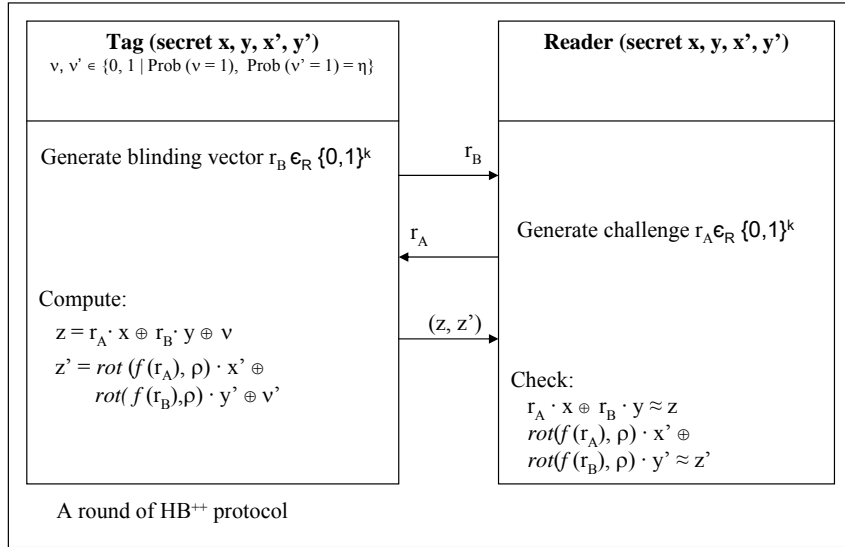 Tag (secret x, y, x’, y’)
ν, ν’ ∈ {0, 1 | Prob (ν = 1), Prob (ν’ = 1) = η}
Reader (secret x, y, x’, y’)
Generate blinding vector r_B ϵ_R {0,1}^k
r_B
Generate challenge r_A ϵ_R {0,1}^k
r_A
Compute:
z = r_A · x ⊕ r_B · y ⊕ ν
z’ = rot (f(r_A), ρ) · x’ ⊕
rot( f(r_B),ρ) · y’ ⊕ ν’
(z, z’)
Check:
r_A · x ⊕ r_B · y ≈ z
rot(f(r_A), ρ) · x’ ⊕
rot(f(r_B), ρ) · y’ ≈ z’
A round of HB⁺⁺ protocol